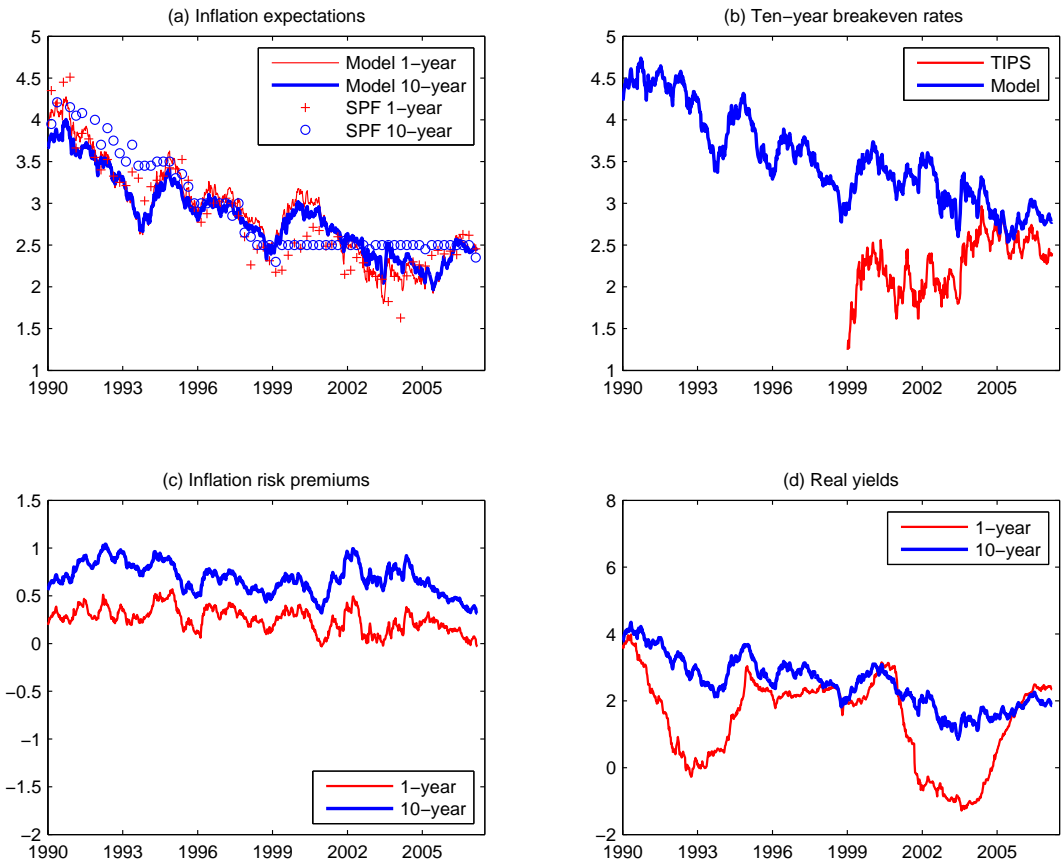 (a) Inflation expectations
5
4.5
4
3.5
3
2.5
2
1.5
1
1990 1993 1996 1999 2002 2005
Model 1−year
Model 10−year
SPF 1−year
SPF 10−year
(b) Ten−year breakeven rates
5
4.5
4
3.5
3
2.5
2
1.5
1
1990 1993 1996 1999 2002 2005
TIPS
Model
(c) Inflation risk premiums
1.5
1
0.5
0
−0.5
−1
−1.5
−2
1990 1993 1996 1999 2002 2005
1−year
10−year
(d) Real yields
8
6
4
2
0
−2
1990 1993 1996 1999 2002 2005
1−year
10−year